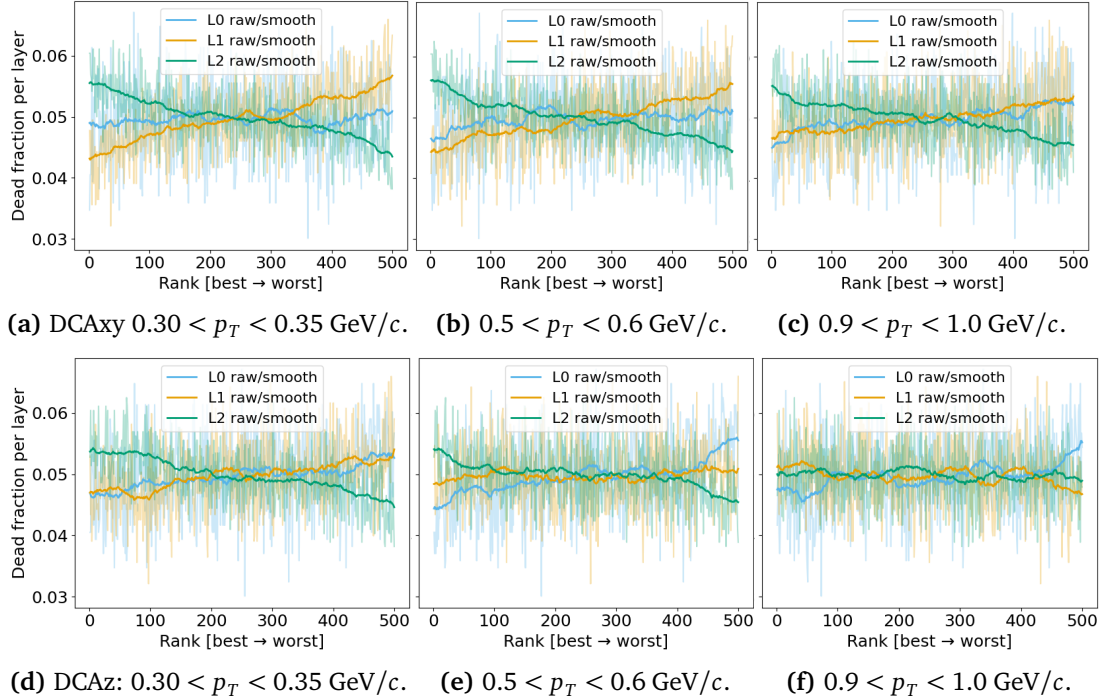 L0 raw/smooth
L1 raw/smooth
L2 raw/smooth
L0 raw/smooth
L1 raw/smooth
L2 raw/smooth
L0 raw/smooth
L1 raw/smooth
L2 raw/smooth
Dead fraction per layer
0.06
0.05
0.04
0.03
0 100 200 300 400 500
0 100 200 300 400 500
0 100 200 300 400 500
Rank [best → worst]
Rank [best → worst]
Rank [best → worst]
(a) DCAxy 0.30 < p_T < 0.35 GeV/c.
(b) 0.5 < p_T < 0.6 GeV/c.
(c) 0.9 < p_T < 1.0 GeV/c.
L0 raw/smooth
L1 raw/smooth
L2 raw/smooth
L0 raw/smooth
L1 raw/smooth
L2 raw/smooth
L0 raw/smooth
L1 raw/smooth
L2 raw/smooth
Dead fraction per layer
0.06
0.05
0.04
0.03
0 100 200 300 400 500
0 100 200 300 400 500
0 100 200 300 400 500
Rank [best → worst]
Rank [best → worst]
Rank [best → worst]
(d) DCAz: 0.30 < p_T < 0.35 GeV/c.
(e) 0.5 < p_T < 0.6 GeV/c.
(f) 0.9 < p_T < 1.0 GeV/c.